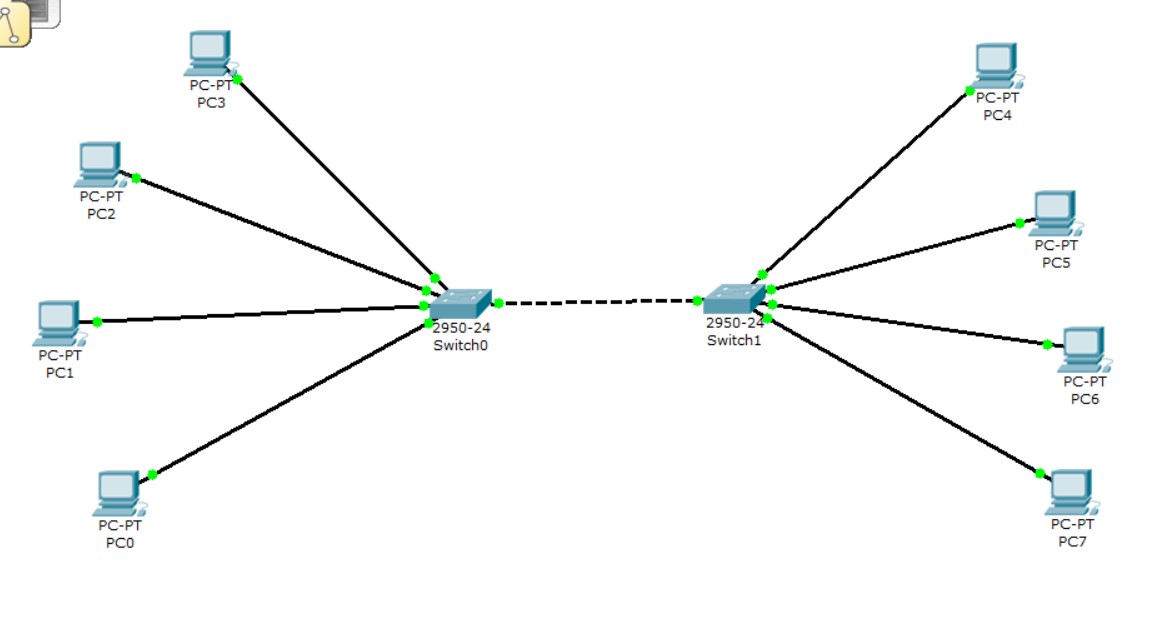 PC-PT
PC3
PC-PT
PC4
PC-PT
PC2
PC-PT
PC5
2950-24
Switch0
2950-24
Switch1
PC-PT
PC1
PC-PT
PC6
PC-PT
PC0
PC-PT
PC7